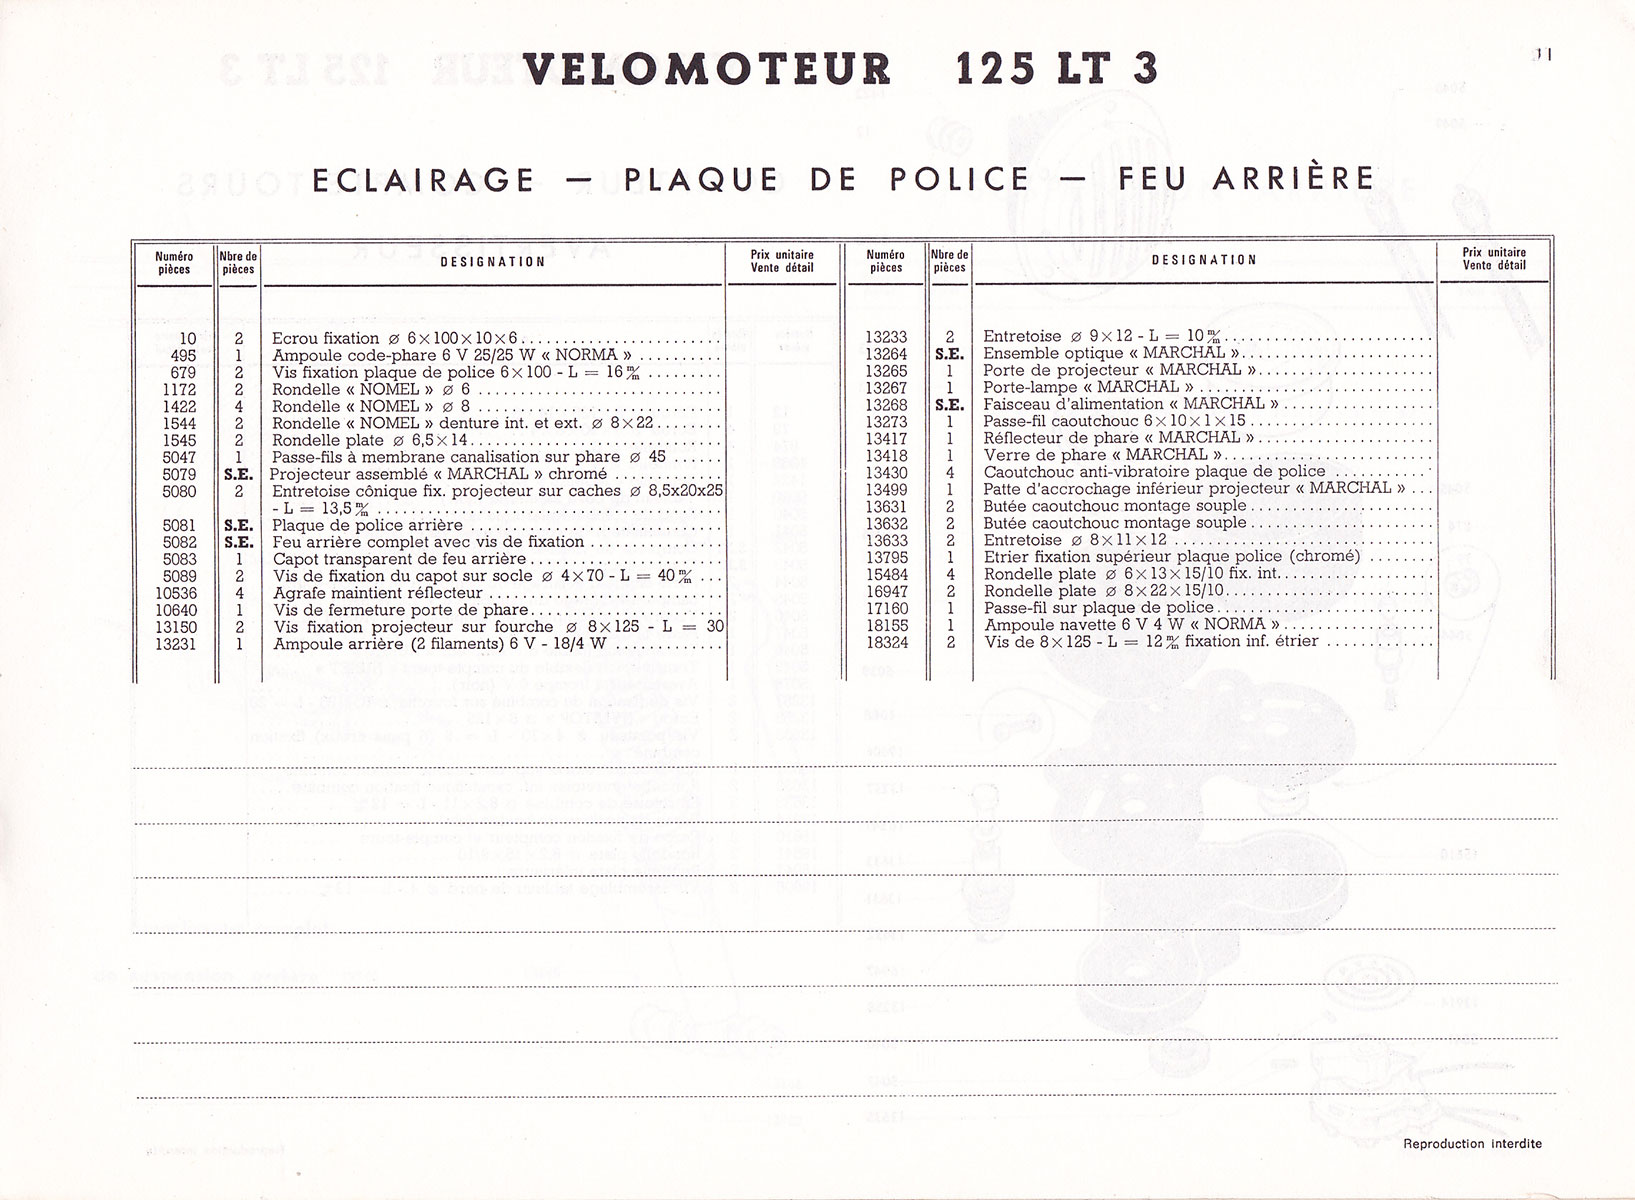 VELOMOTEUR 125 LT 3
11
ECLAIRAGE — PLAQUE DE POLICE — FEU ARRIÈRE
Numéro pièces Nbre de pièces DESIGNATION Prix unitaire Vente détail
10 2 Ecrou fixation ø 6×100×10×6
495 1 Ampoule code-phare 6 V 25/25 W « NORMA »
679 2 Vis fixation plaque de police 6×100 - L = 16 m/m
1172 2 Rondelle « NOMEL » ø 6
1422 4 Rondelle « NOMEL » ø 8
1544 2 Rondelle « NOMEL » denture int. et ext. ø 8×22
1545 2 Rondelle plate ø 6,5×14
5047 1 Passe-fils à membrane canalisation sur phare ø 45
5079 S.E. Projecteur assemblé « MARCHAL » chromé
5080 2 Entretoise cônique fix. projecteur sur caches ø 8,5x20x25
- L = 13,5 m/m
5081 S.E. Plaque de police arrière
5082 S.E. Feu arrière complet avec vis de fixation
5083 1 Capot transparent de feu arrière
5089 2 Vis de fixation du capot sur socle ø 4×70 - L = 40 m/m
10536 4 Agrafe maintient réflecteur
10640 1 Vis de fermeture porte de phare
13150 2 Vis fixation projecteur sur fourche ø 8×125 - L = 30
13231 1 Ampoule arrière (2 filaments) 6 V - 18/4 W
Numéro pièces Nbre de pièces DESIGNATION Prix unitaire Vente détail
13233 2 Entretoise ø 9×12 - L = 10 m/m
13264 S.E. Ensemble optique « MARCHAL »
13265 1 Porte de projecteur « MARCHAL »
13267 1 Porte-lampe « MARCHAL »
13268 S.E. Faisceau d'alimentation « MARCHAL »
13273 1 Passe-fil caoutchouc 6×10×1×15
13417 1 Réflecteur de phare « MARCHAL »
13418 1 Verre de phare « MARCHAL »
13430 4 Caoutchouc anti-vibratoire plaque de police
13499 1 Patte d'accrochage inférieur projecteur « MARCHAL »
13631 2 Butée caoutchouc montage souple
13632 2 Butée caoutchouc montage souple
13633 2 Entretoise ø 8×11×12
13795 1 Etrier fixation supérieur plaque police (chromé)
15484 4 Rondelle plate ø 6×13×15/10 fix. int.
16947 2 Rondelle plate ø 8×22×15/10
17160 1 Passe-fil sur plaque de police
18155 1 Ampoule navette 6 V 4 W « NORMA »
18324 2 Vis de 8×125 - L = 12 m/m fixation inf. étrier
Reproduction interdite